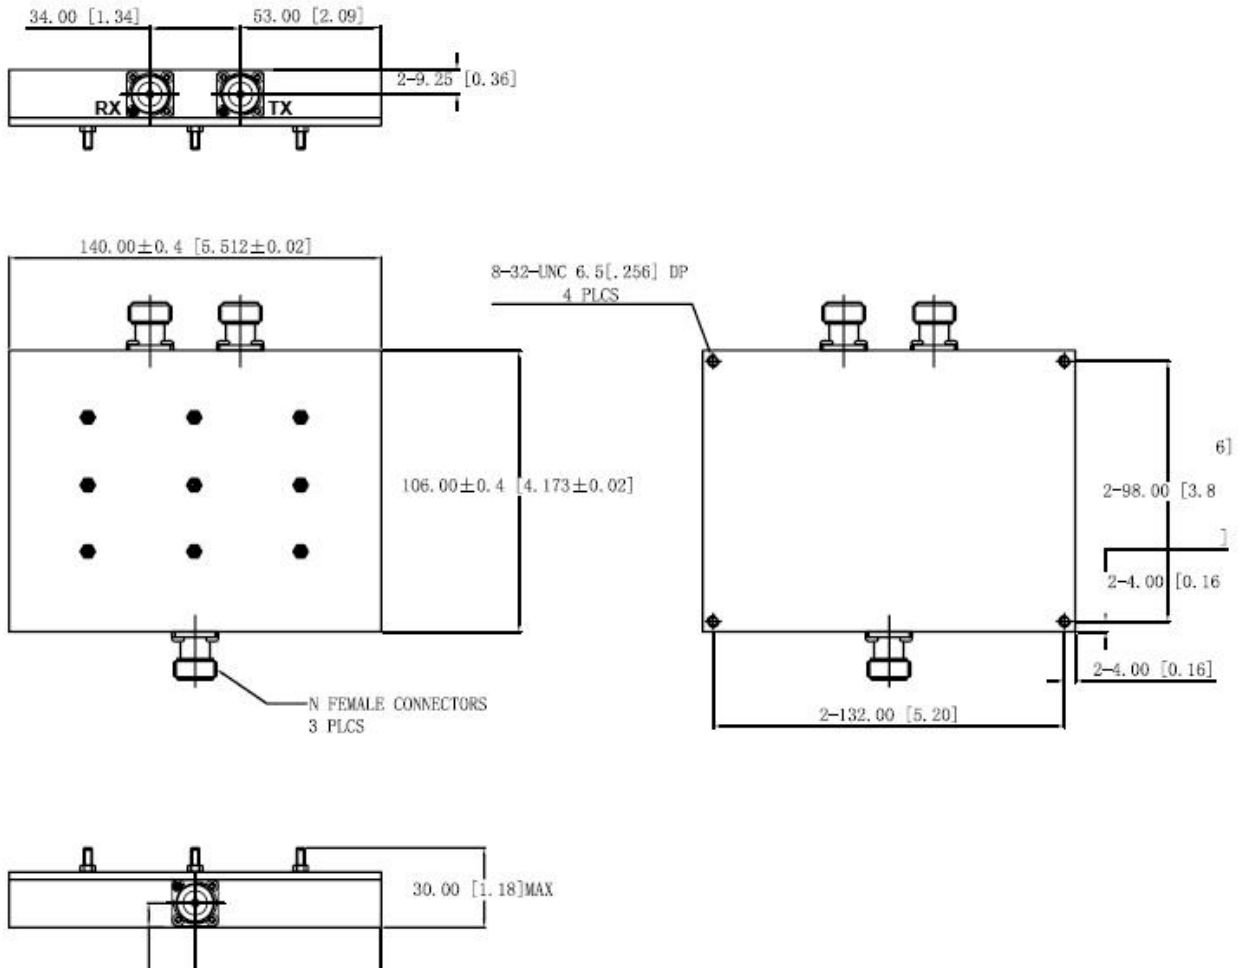 34.00 [1.34]
53.00 [2.09]
2-9.25 [0.36]
RX
TX
140.00±0.4 [5.512±0.02]
8-32-UNC 6.5[.256] DP
4 PLCS
106.00±0.4 [4.173±0.02]
6]
2-98.00 [3.8
]
2-4.00 [0.16
2-4.00 [0.16]
2-132.00 [5.20]
N FEMALE CONNECTORS
3 PLCS
30.00 [1.18]MAX